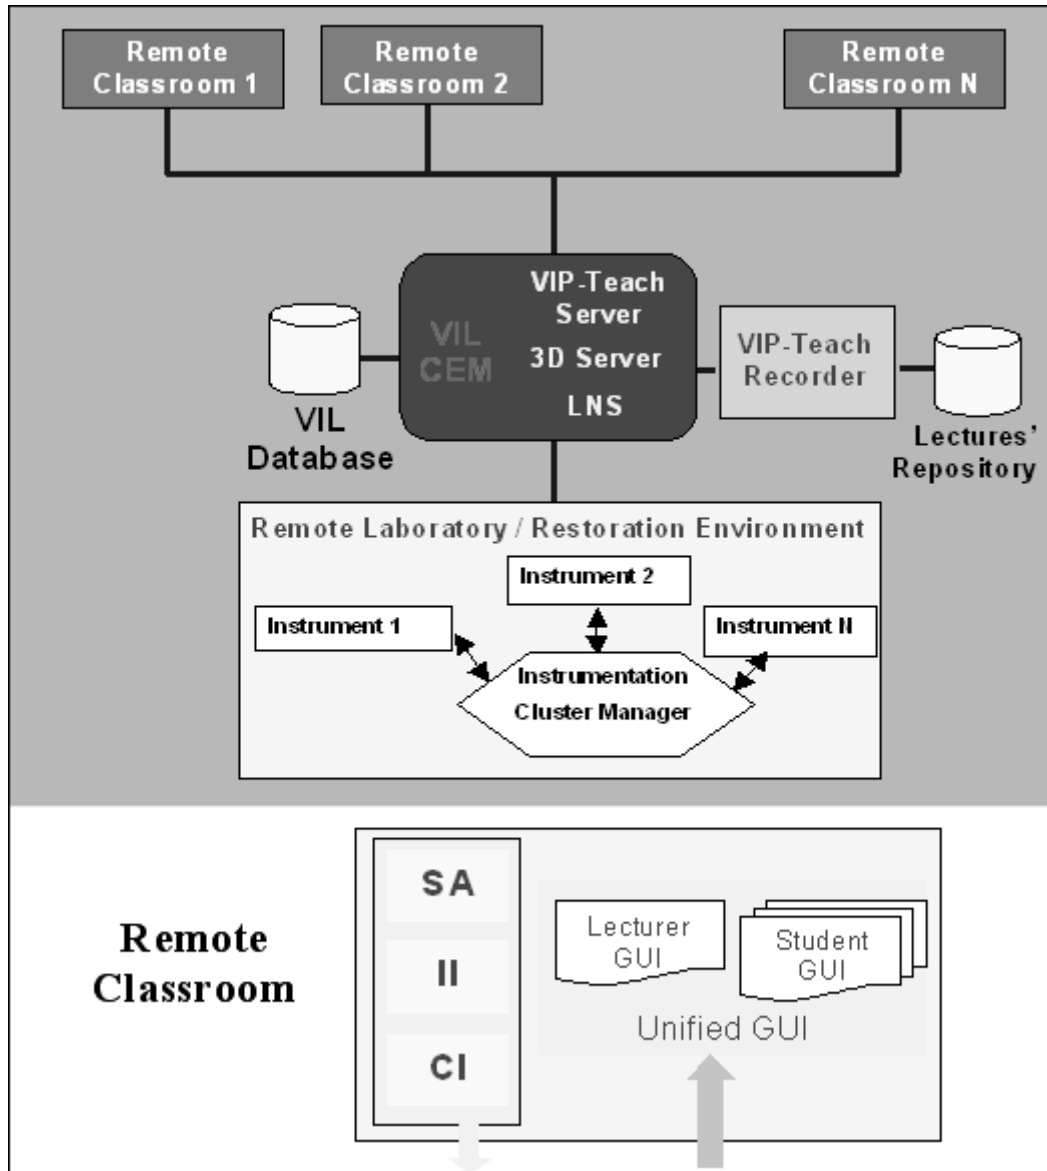 Remote
Classroom 1
Remote
Classroom 2
Remote
Classroom N
VIL
CEM
VIP-Teach
Server
3D Server
LNS
VIL
Database
VIP-Teach
Recorder
Lectures'
Repository
Remote Laboratory / Restoration Environment
Instrument 1
Instrument 2
Instrument N
Instrumentation
Cluster Manager
Remote
Classroom
SA
II
CI
Lecturer
GUI
Student
GUI
Unified GUI